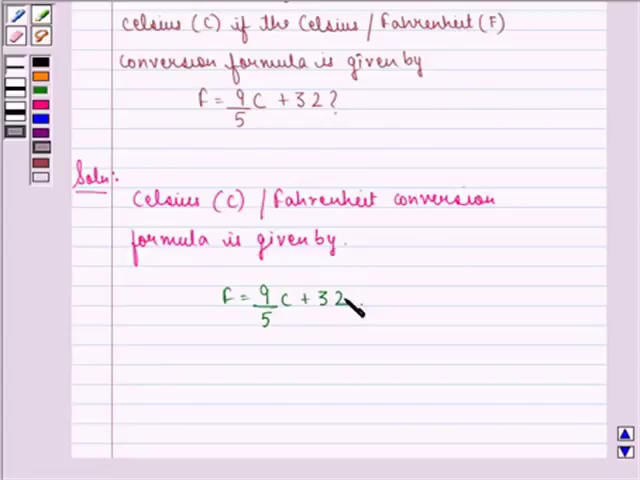 celsius (C) if the Celsius / Fahrenheit (F)
conversion formula is given by
F = 9/5 C + 32 ?
Soln:
Celsius (C) / Fahrenheit conversion
formula is given by.
F = 9/5 C + 32